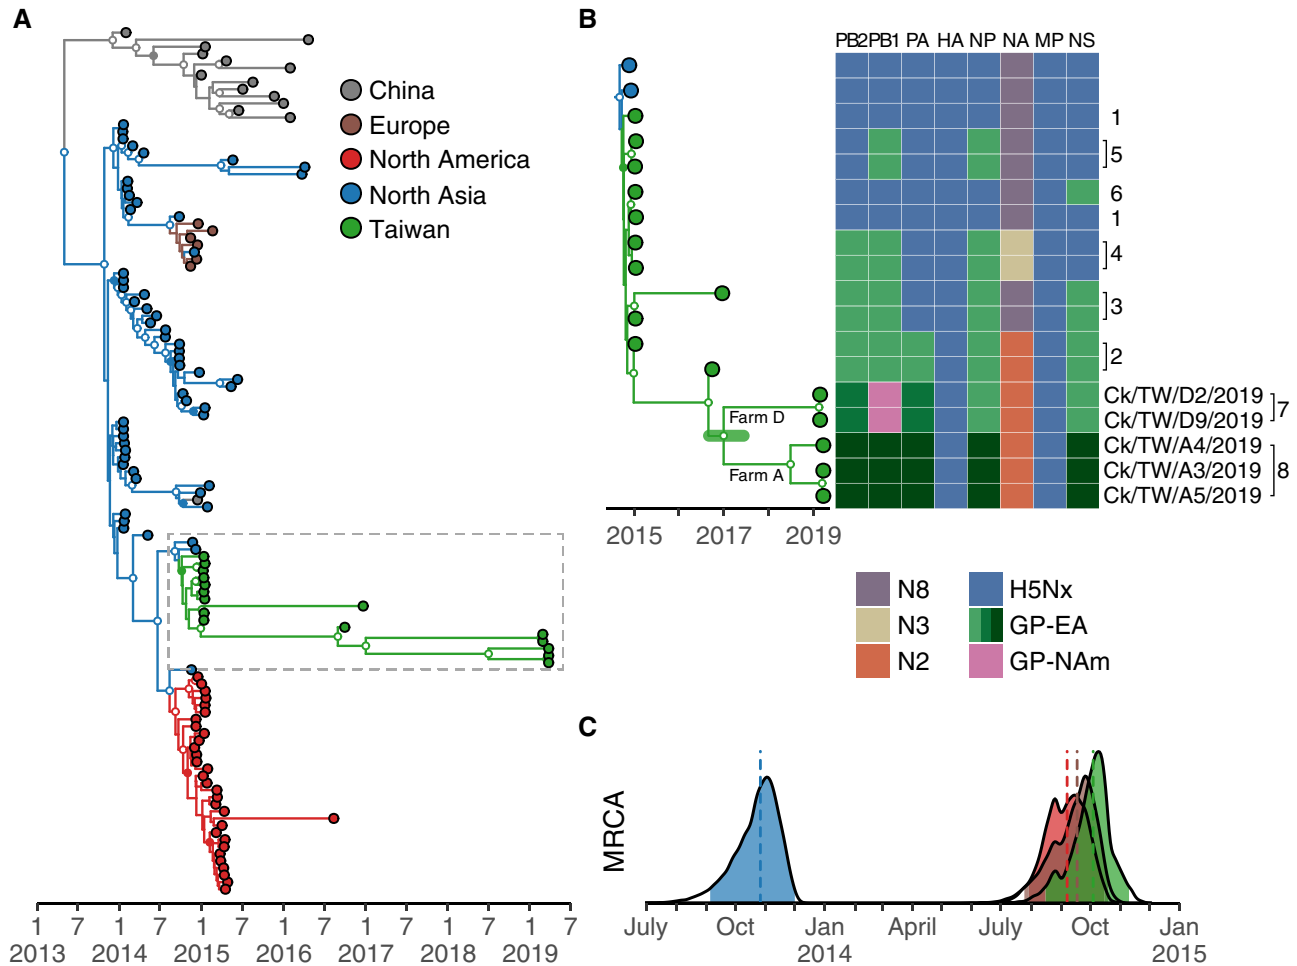 A
China
Europe
North America
North Asia
Taiwan
1 7 1 7 1 7 1 7 1 7 1 7 1 7
2013 2014 2015 2016 2017 2018 2019
B
PB2 PB1 PA HA NP NA MP NS
1
5
6
1
4
3
2
Ck/TW/D2/2019
Ck/TW/D9/2019
7
Ck/TW/A4/2019
Ck/TW/A3/2019
Ck/TW/A5/2019
8
Farm D
Farm A
2015 2017 2019
N8 H5Nx
N3 GP-EA
N2 GP-NAm
C
MRCA
July Oct Jan April July Oct Jan
2014 2015